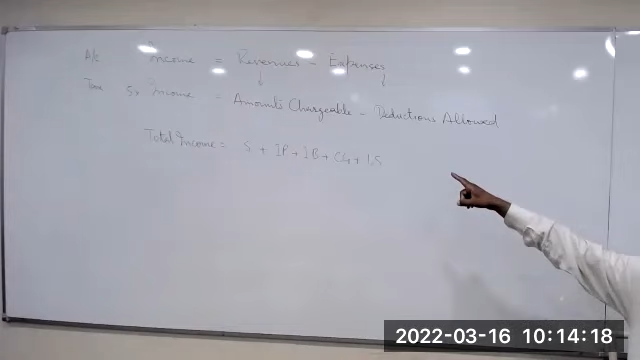 A/c Income = Revenues - Expenses
Tax 5, Income = Amounts Chargeable - Deductions Allowed
Total Income = S + IP + IB + CG + I.S
2022-03-16 10:14:18